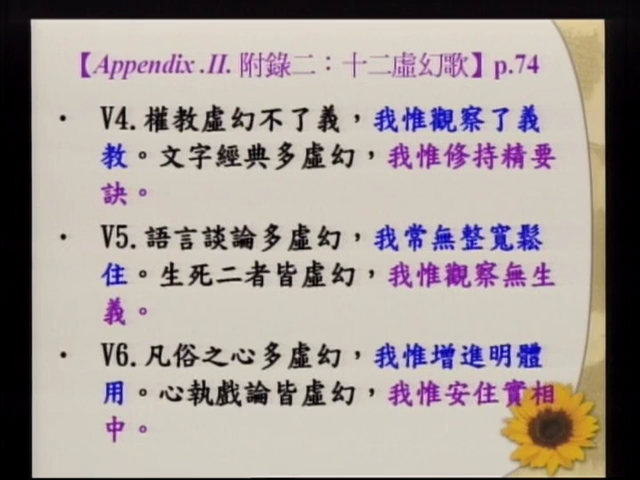 【Appendix .II. 附錄二：十二虛幻歌】p.74
• V4.權教虛幻不了義，我惟觀察了義
教。文字經典多虛幻，我惟修持精要
訣。
• V5.語言談論多虛幻，我常無整寬鬆
住。生死二者皆虛幻，我惟觀察無生
義。
• V6.凡俗之心多虛幻，我惟增進明體
用。心執戲論皆虛幻，我惟安住實相
中。